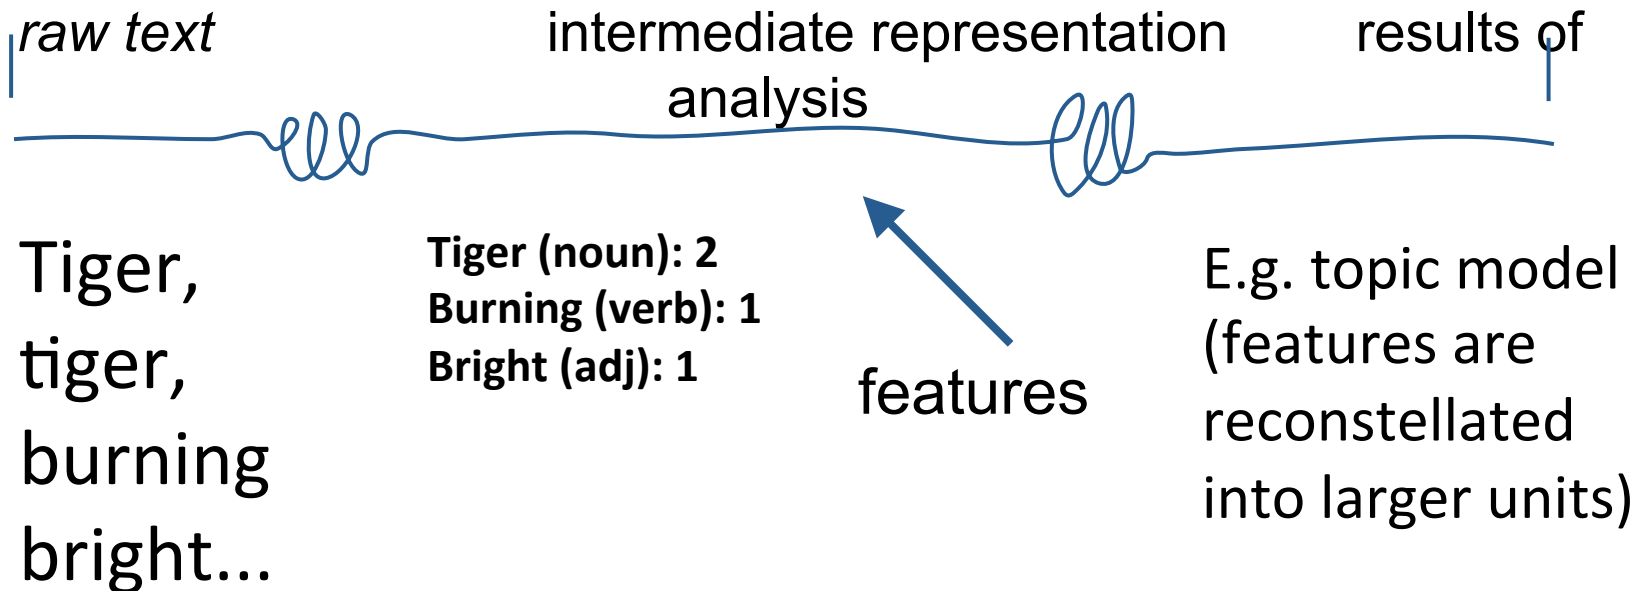 raw text intermediate representation results of
analysis
Tiger,
tiger,
burning
bright...
Tiger (noun): 2
Burning (verb): 1
Bright (adj): 1
features
E.g. topic model
(features are
reconstellated
into larger units)